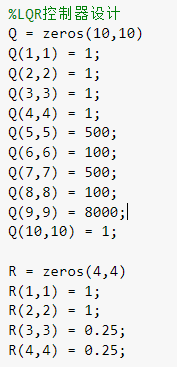 %LQR控制器设计
Q = zeros(10,10)
Q(1,1) = 1;
Q(2,2) = 1;
Q(3,3) = 1;
Q(4,4) = 1;
Q(5,5) = 500;
Q(6,6) = 100;
Q(7,7) = 500;
Q(8,8) = 100;
Q(9,9) = 8000;
Q(10,10) = 1;
R = zeros(4,4)
R(1,1) = 1;
R(2,2) = 1;
R(3,3) = 0.25;
R(4,4) = 0.25;